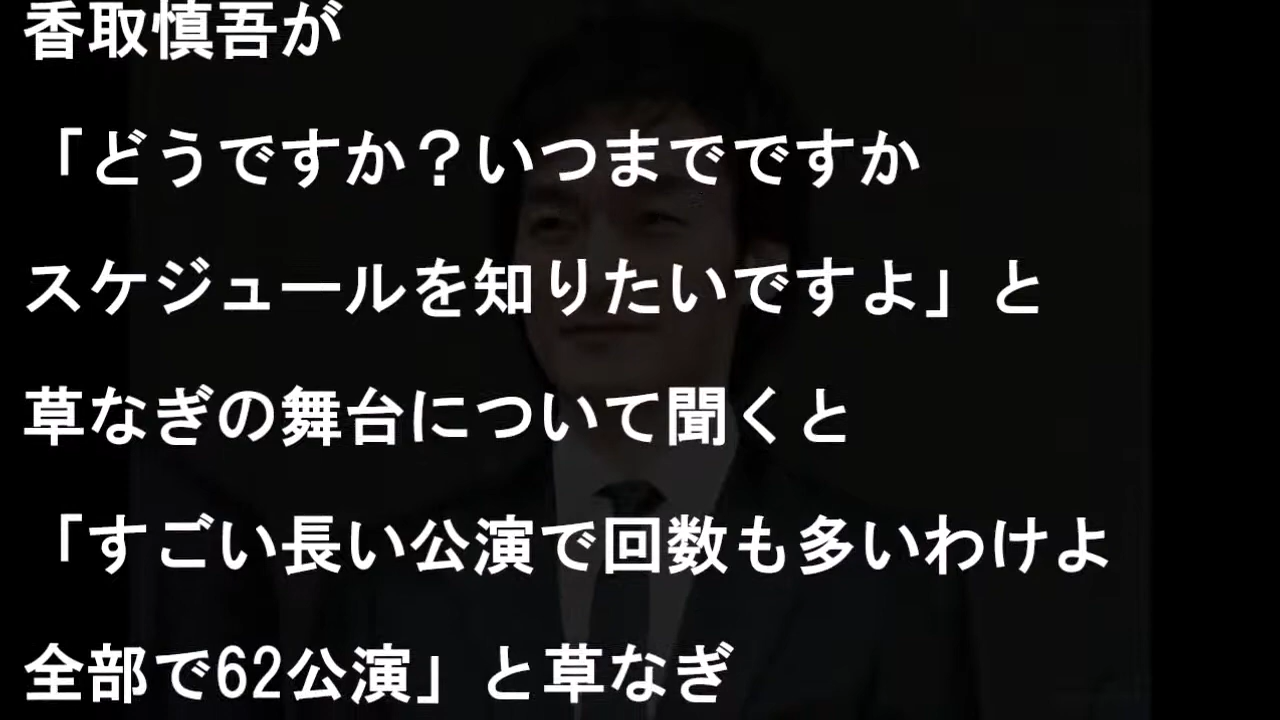 香取慎吾が
「どうですか？いつまでですか
スケジュールを知りたいですよ」と
草なぎの舞台について聞くと
「すごい長い公演で回数も多いわけよ
全部で62公演」と草なぎ